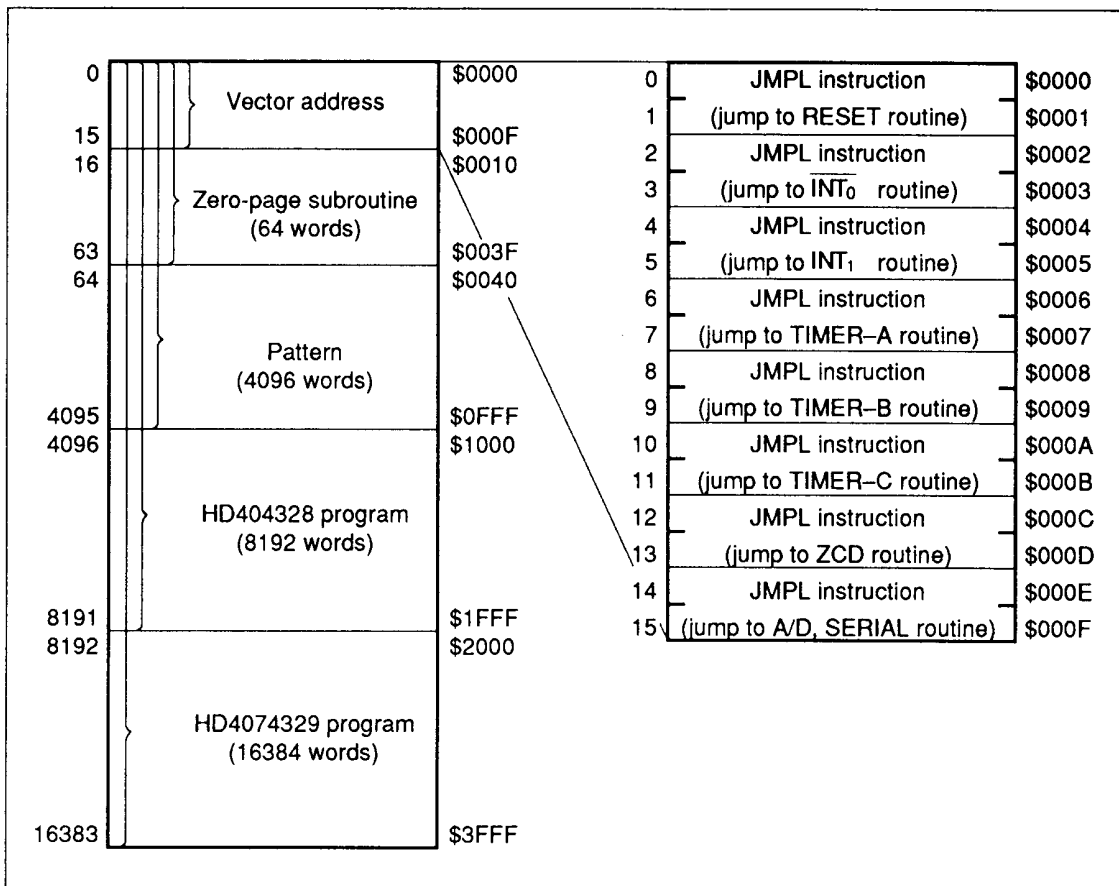 0 $0000
Vector address
15 $000F
16 $0010
Zero-page subroutine
(64 words)
63 $003F
64 $0040
Pattern
(4096 words)
4095 $0FFF
4096 $1000
HD404328 program
(8192 words)
8191 $1FFF
8192 $2000
HD4074329 program
(16384 words)
16383 $3FFF
0 JMPL instruction $0000
1 (jump to RESET routine) $0001
2 JMPL instruction $0002
3 (jump to INT₀ routine) $0003
4 JMPL instruction $0004
5 (jump to INT₁ routine) $0005
6 JMPL instruction $0006
7 (jump to TIMER–A routine) $0007
8 JMPL instruction $0008
9 (jump to TIMER–B routine) $0009
10 JMPL instruction $000A
11 (jump to TIMER–C routine) $000B
12 JMPL instruction $000C
13 (jump to ZCD routine) $000D
14 JMPL instruction $000E
15 (jump to A/D, SERIAL routine) $000F